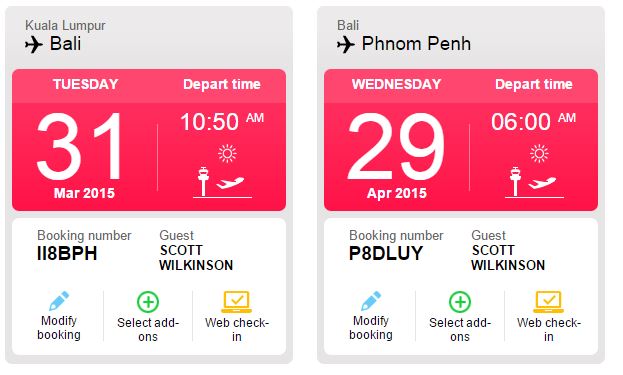 Kuala Lumpur
Bali
TUESDAY Depart time
31 10:50 AM
Mar 2015
Booking number Guest
II8BPH SCOTT
WILKINSON
Modify
booking
Select add-
ons
Web check-
in
Bali
Phnom Penh
WEDNESDAY Depart time
29 06:00 AM
Apr 2015
Booking number Guest
P8DLUY SCOTT
WILKINSON
Modify
booking
Select add-
ons
Web check-
in